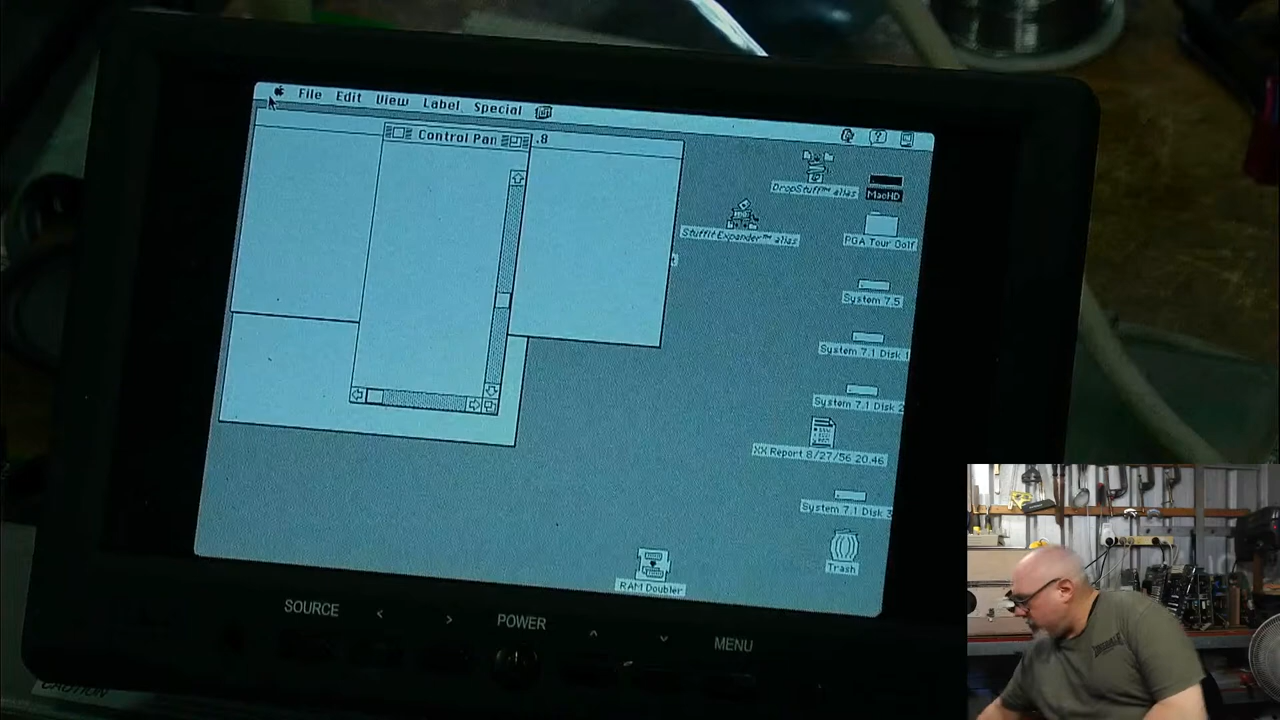 File Edit View Label Special
Control Pan
.8
DropStuff™ alias
MacHD
StuffIt Expander™ alias
PGA Tour Golf
System 7.5
System 7.1 Disk 1
System 7.1 Disk 2
XX Report 8/27/56 20.46
System 7.1 Disk 3
Trash
RAM Doubler
SOURCE < > POWER ^ v MENU
CAUTION